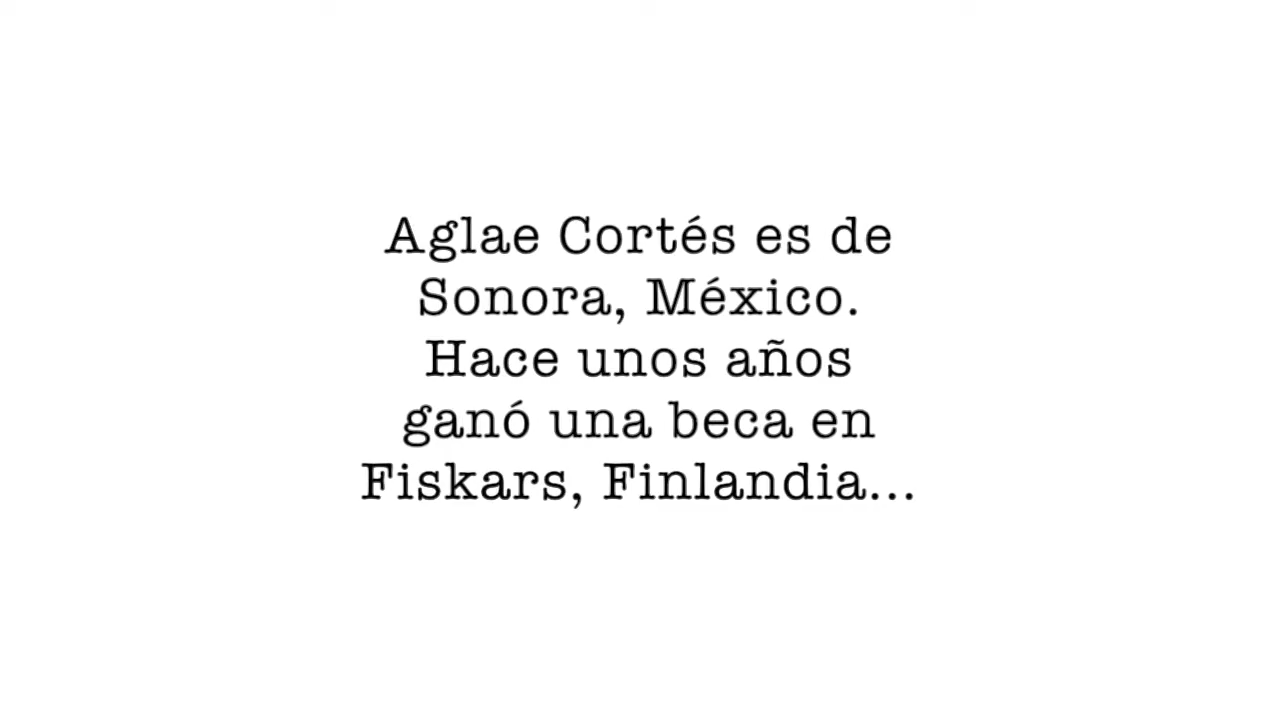 Aglae Cortés es de
Sonora, México.
Hace unos años
ganó una beca en
Fiskars, Finlandia...